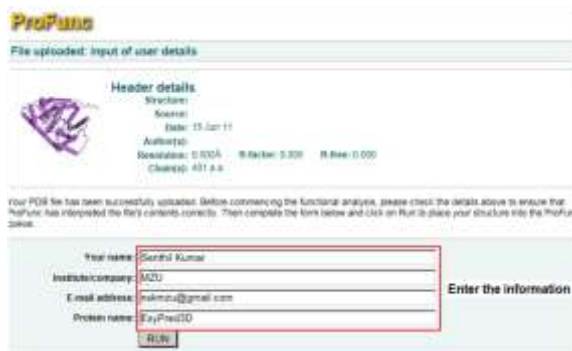 ProFunc
File uploaded: input of user details
Header details
Structure:
Source:
Date: 15 Jan 11
Author(s):
Resolution: 0.000Å R-factor: 0.000 R-free: 0.000
Chain(s): 401 a.a.
Your PDB file has been successfully uploaded. Before commencing the functional analysis, please check the details above to ensure that
ProFunc has interpreted the file's contents correctly. Then complete the form below and click on Run to place your structure into the ProFunc
queue.
Your name: Senthil Kumar
Institute/company: MZU
E-mail address: nskmzu@gmail.com
Enter the information
Protein name:
RUN